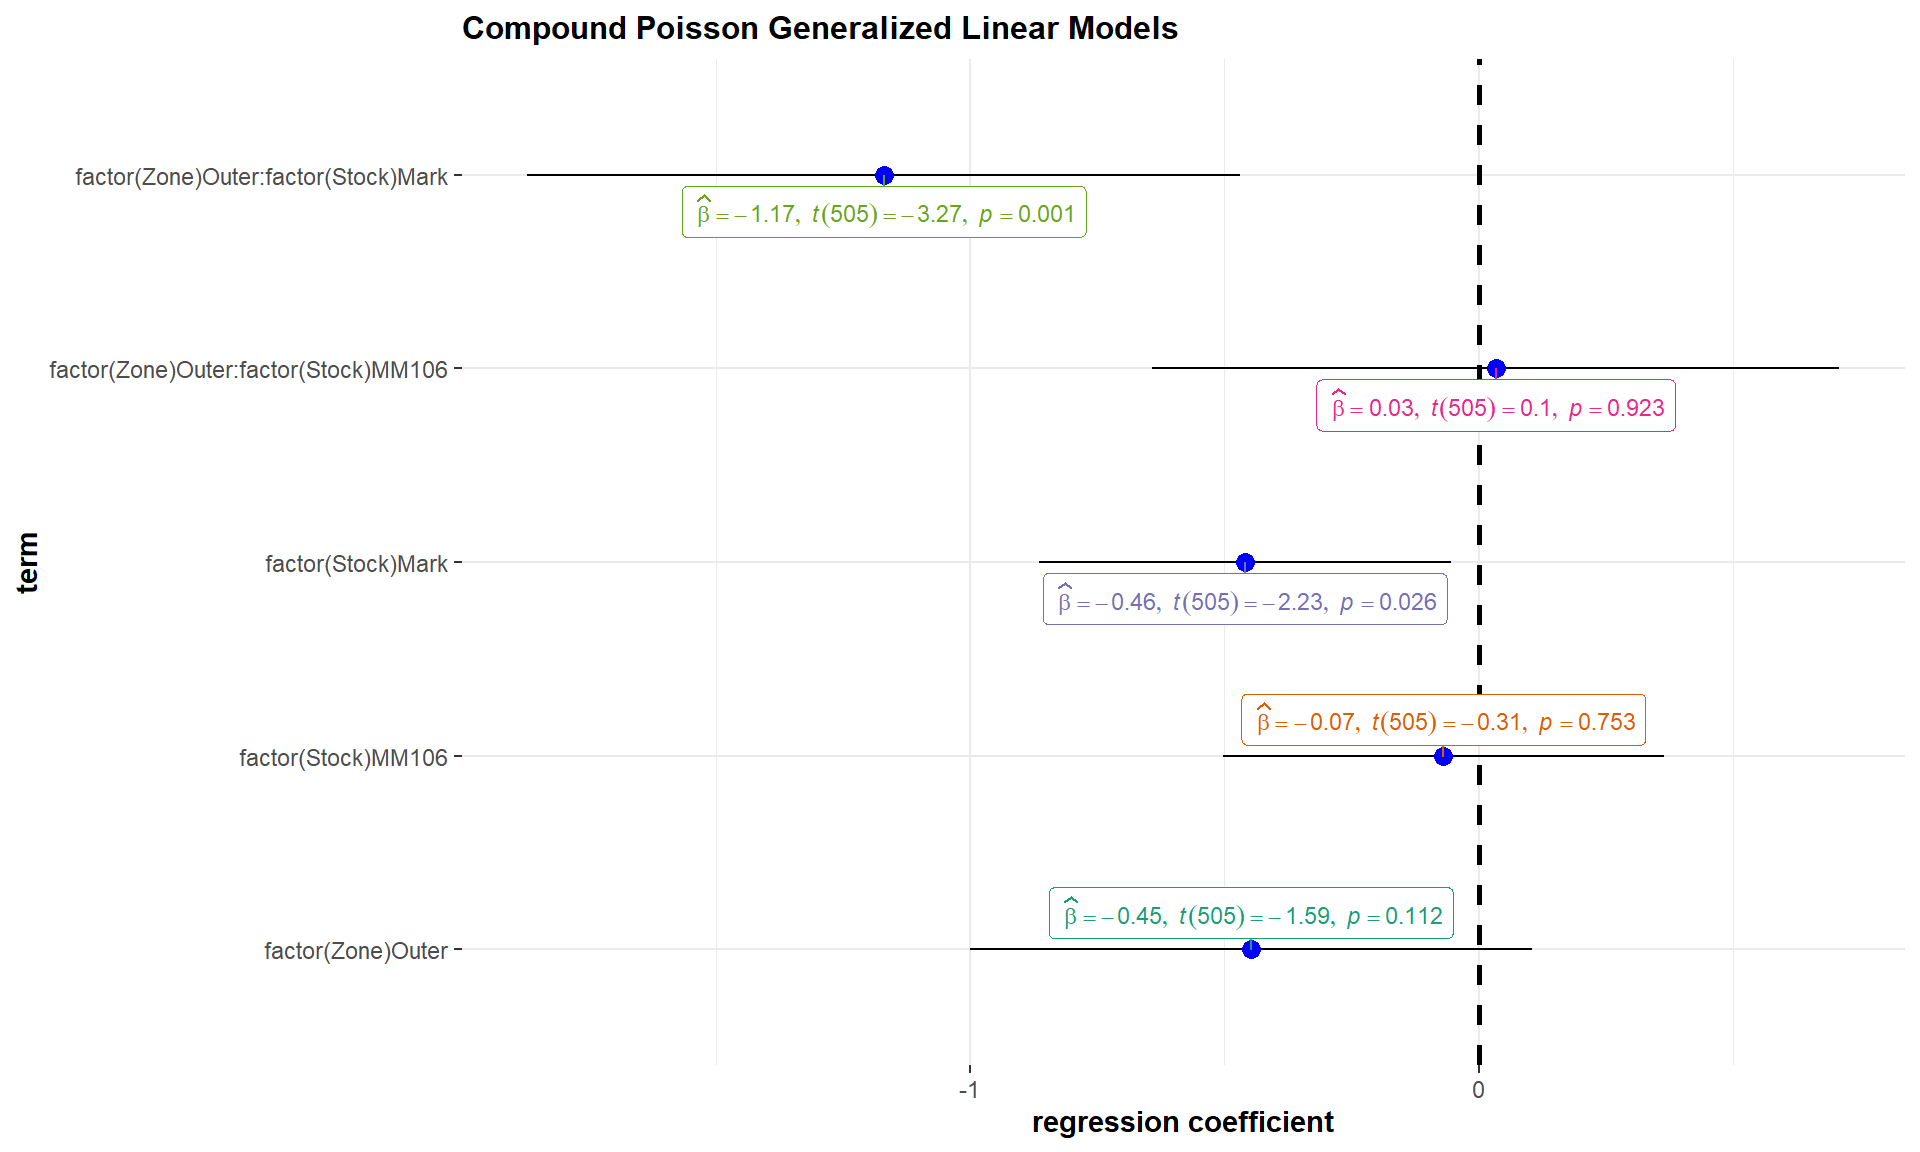 Compound Poisson Generalized Linear Models
factor(Zone)Outer:factor(Stock)Mark
β̂ = −1.17, t(505) = −3.27, p = 0.001
factor(Zone)Outer:factor(Stock)MM106
β̂ = 0.03, t(505) = 0.1, p = 0.923
term
factor(Stock)Mark
β̂ = −0.46, t(505) = −2.23, p = 0.026
β̂ = −0.07, t(505) = −0.31, p = 0.753
factor(Stock)MM106
β̂ = −0.45, t(505) = −1.59, p = 0.112
factor(Zone)Outer
-1 0
regression coefficient